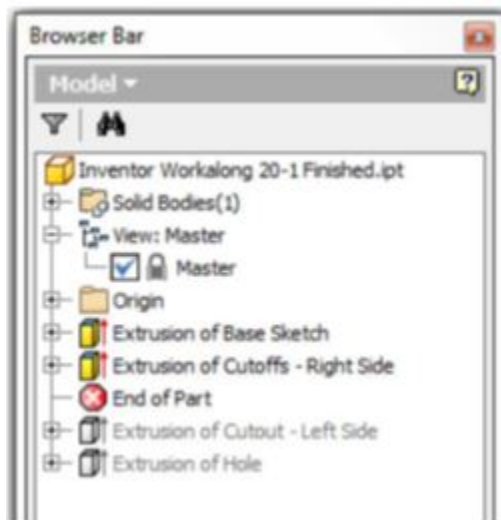 Browser Bar
Model
Inventor Workalong 20-1 Finished.ipt
Solid Bodies(1)
View: Master
Master
Origin
Extrusion of Base Sketch
Extrusion of Cutoffs - Right Side
End of Part
Extrusion of Cutout - Left Side
Extrusion of Hole